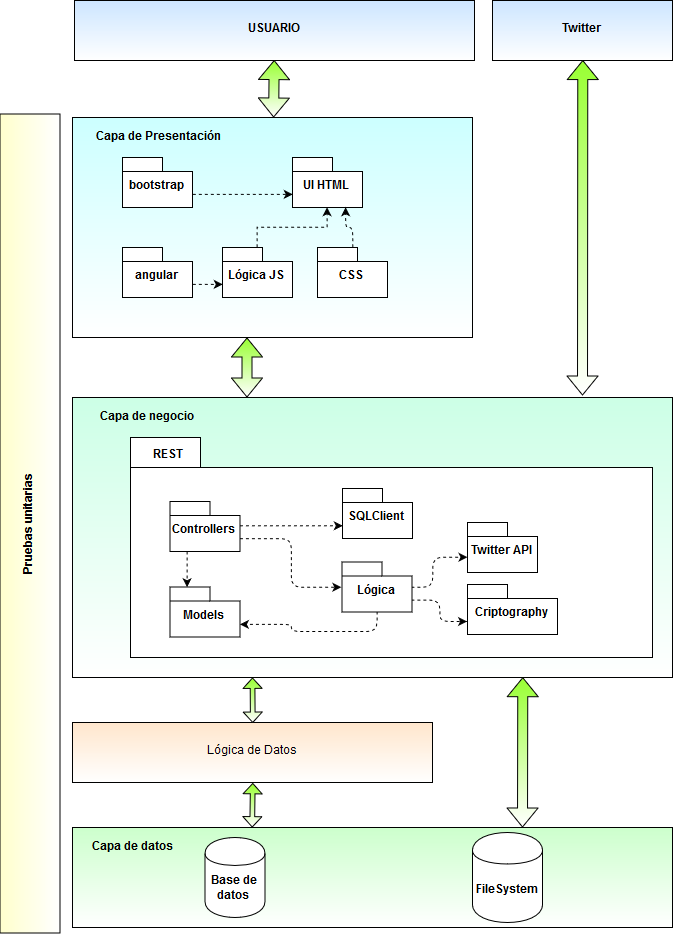 USUARIO
Twitter
Capa de Presentación
bootstrap
UI HTML
angular
Lógica JS
CSS
Capa de negocio
REST
Controllers
SQLClient
Twitter API
Lógica
Models
Criptography
Pruebas unitarias
Lógica de Datos
Capa de datos
Base de
datos
FileSystem